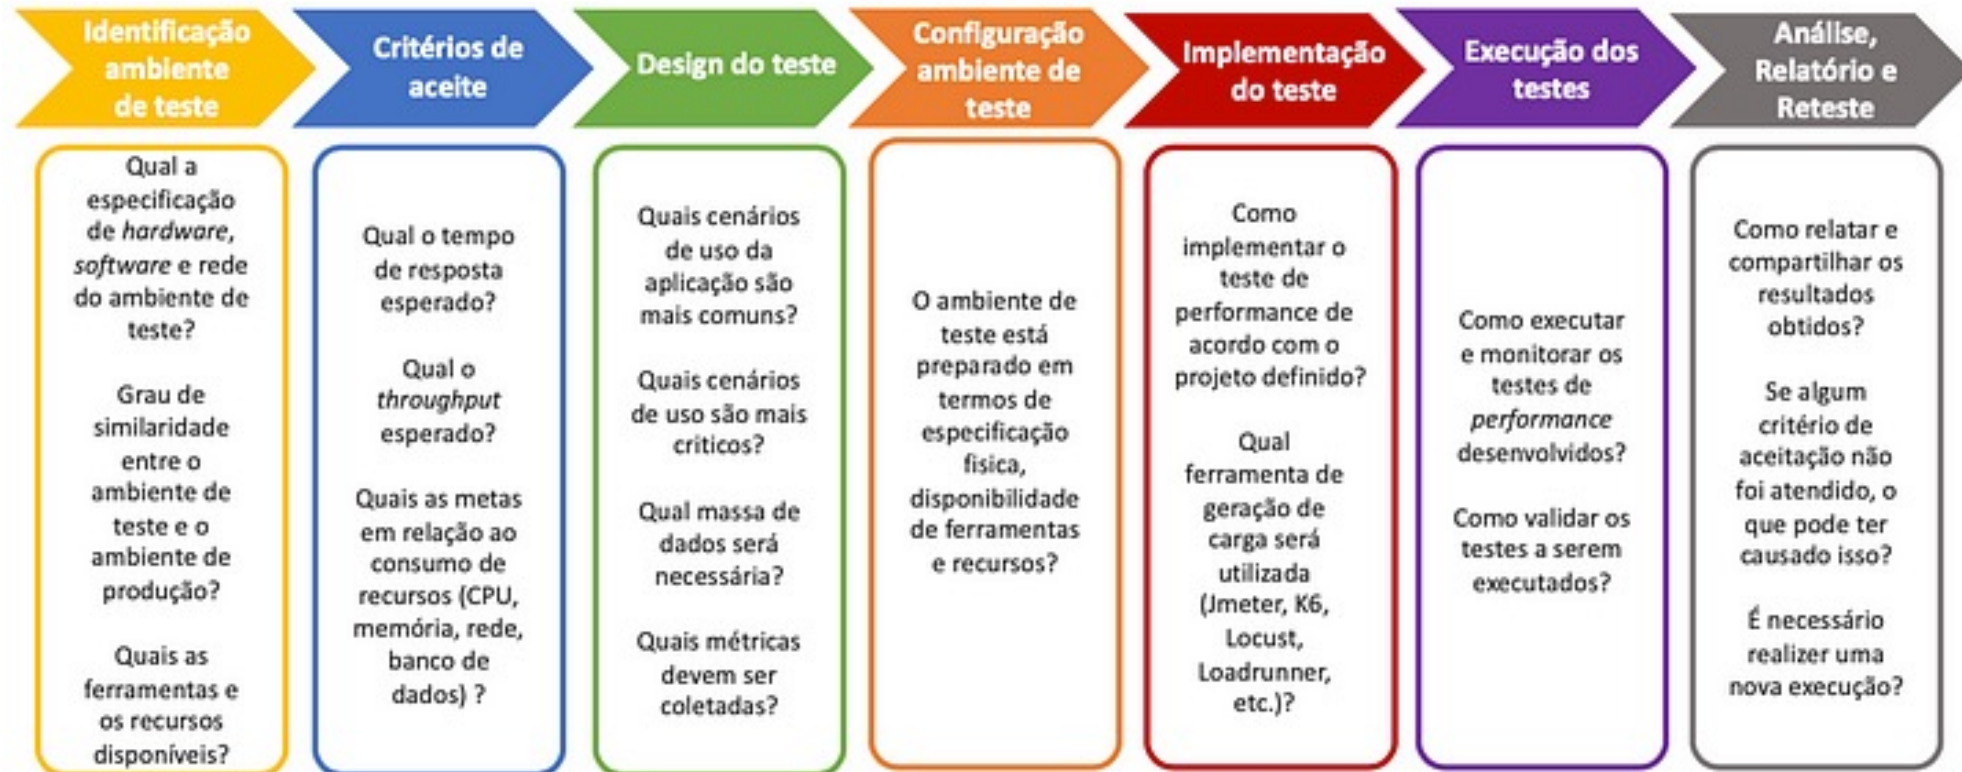 Identificação
ambiente
de teste
Critérios de
aceite
Design do teste
Configuração
ambiente de
teste
Implementação
do teste
Execução dos
testes
Análise,
Relatório e
Reteste
Qual a
especificação
de hardware,
software e rede
do ambiente de
teste?
Grau de
similaridade
entre o
ambiente de
teste e o
ambiente de
produção?
Quais as
ferramentas e
os recursos
disponíveis?
Qual o tempo
de resposta
esperado?
Qual o
throughput
esperado?
Quais as metas
em relação ao
consumo de
recursos (CPU,
memória, rede,
banco de
dados) ?
Quais cenários
de uso da
aplicação são
mais comuns?
Quais cenários
de uso são mais
criticos?
Qual massa de
dados será
necessária?
Quais métricas
devem ser
coletadas?
O ambiente de
teste está
preparado em
termos de
especificação
fisica,
disponibilidade
de ferramentas
e recursos?
Como
implementar o
teste de
performance de
acordo com o
projeto definido?
Qual
ferramenta de
geração de
carga será
utilizada
(Jmeter, K6,
Locust,
Loadrunner,
etc.)?
Como executar
e monitorar os
testes de
performance
desenvolvidos?
Como validar os
testes a serem
executados?
Como relatar e
compartilhar os
resultados
obtidos?
Se algum
critério de
aceitação não
foi atendido, o
que pode ter
causado isso?
É necessário
realizer uma
nova execução?